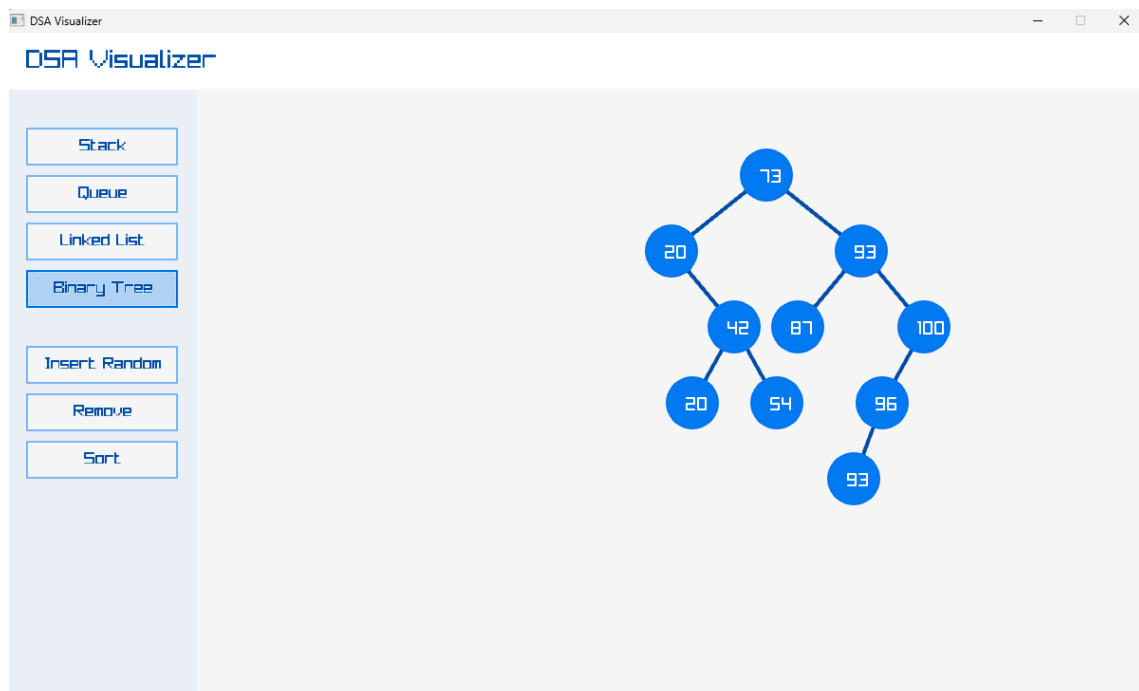 DSA Visualizer
DSA Visualizer
Stack
Queue
Linked List
Binary Tree
Insert Random
Remove
Sort
73
20 93
42 87 100
20 54 96
93